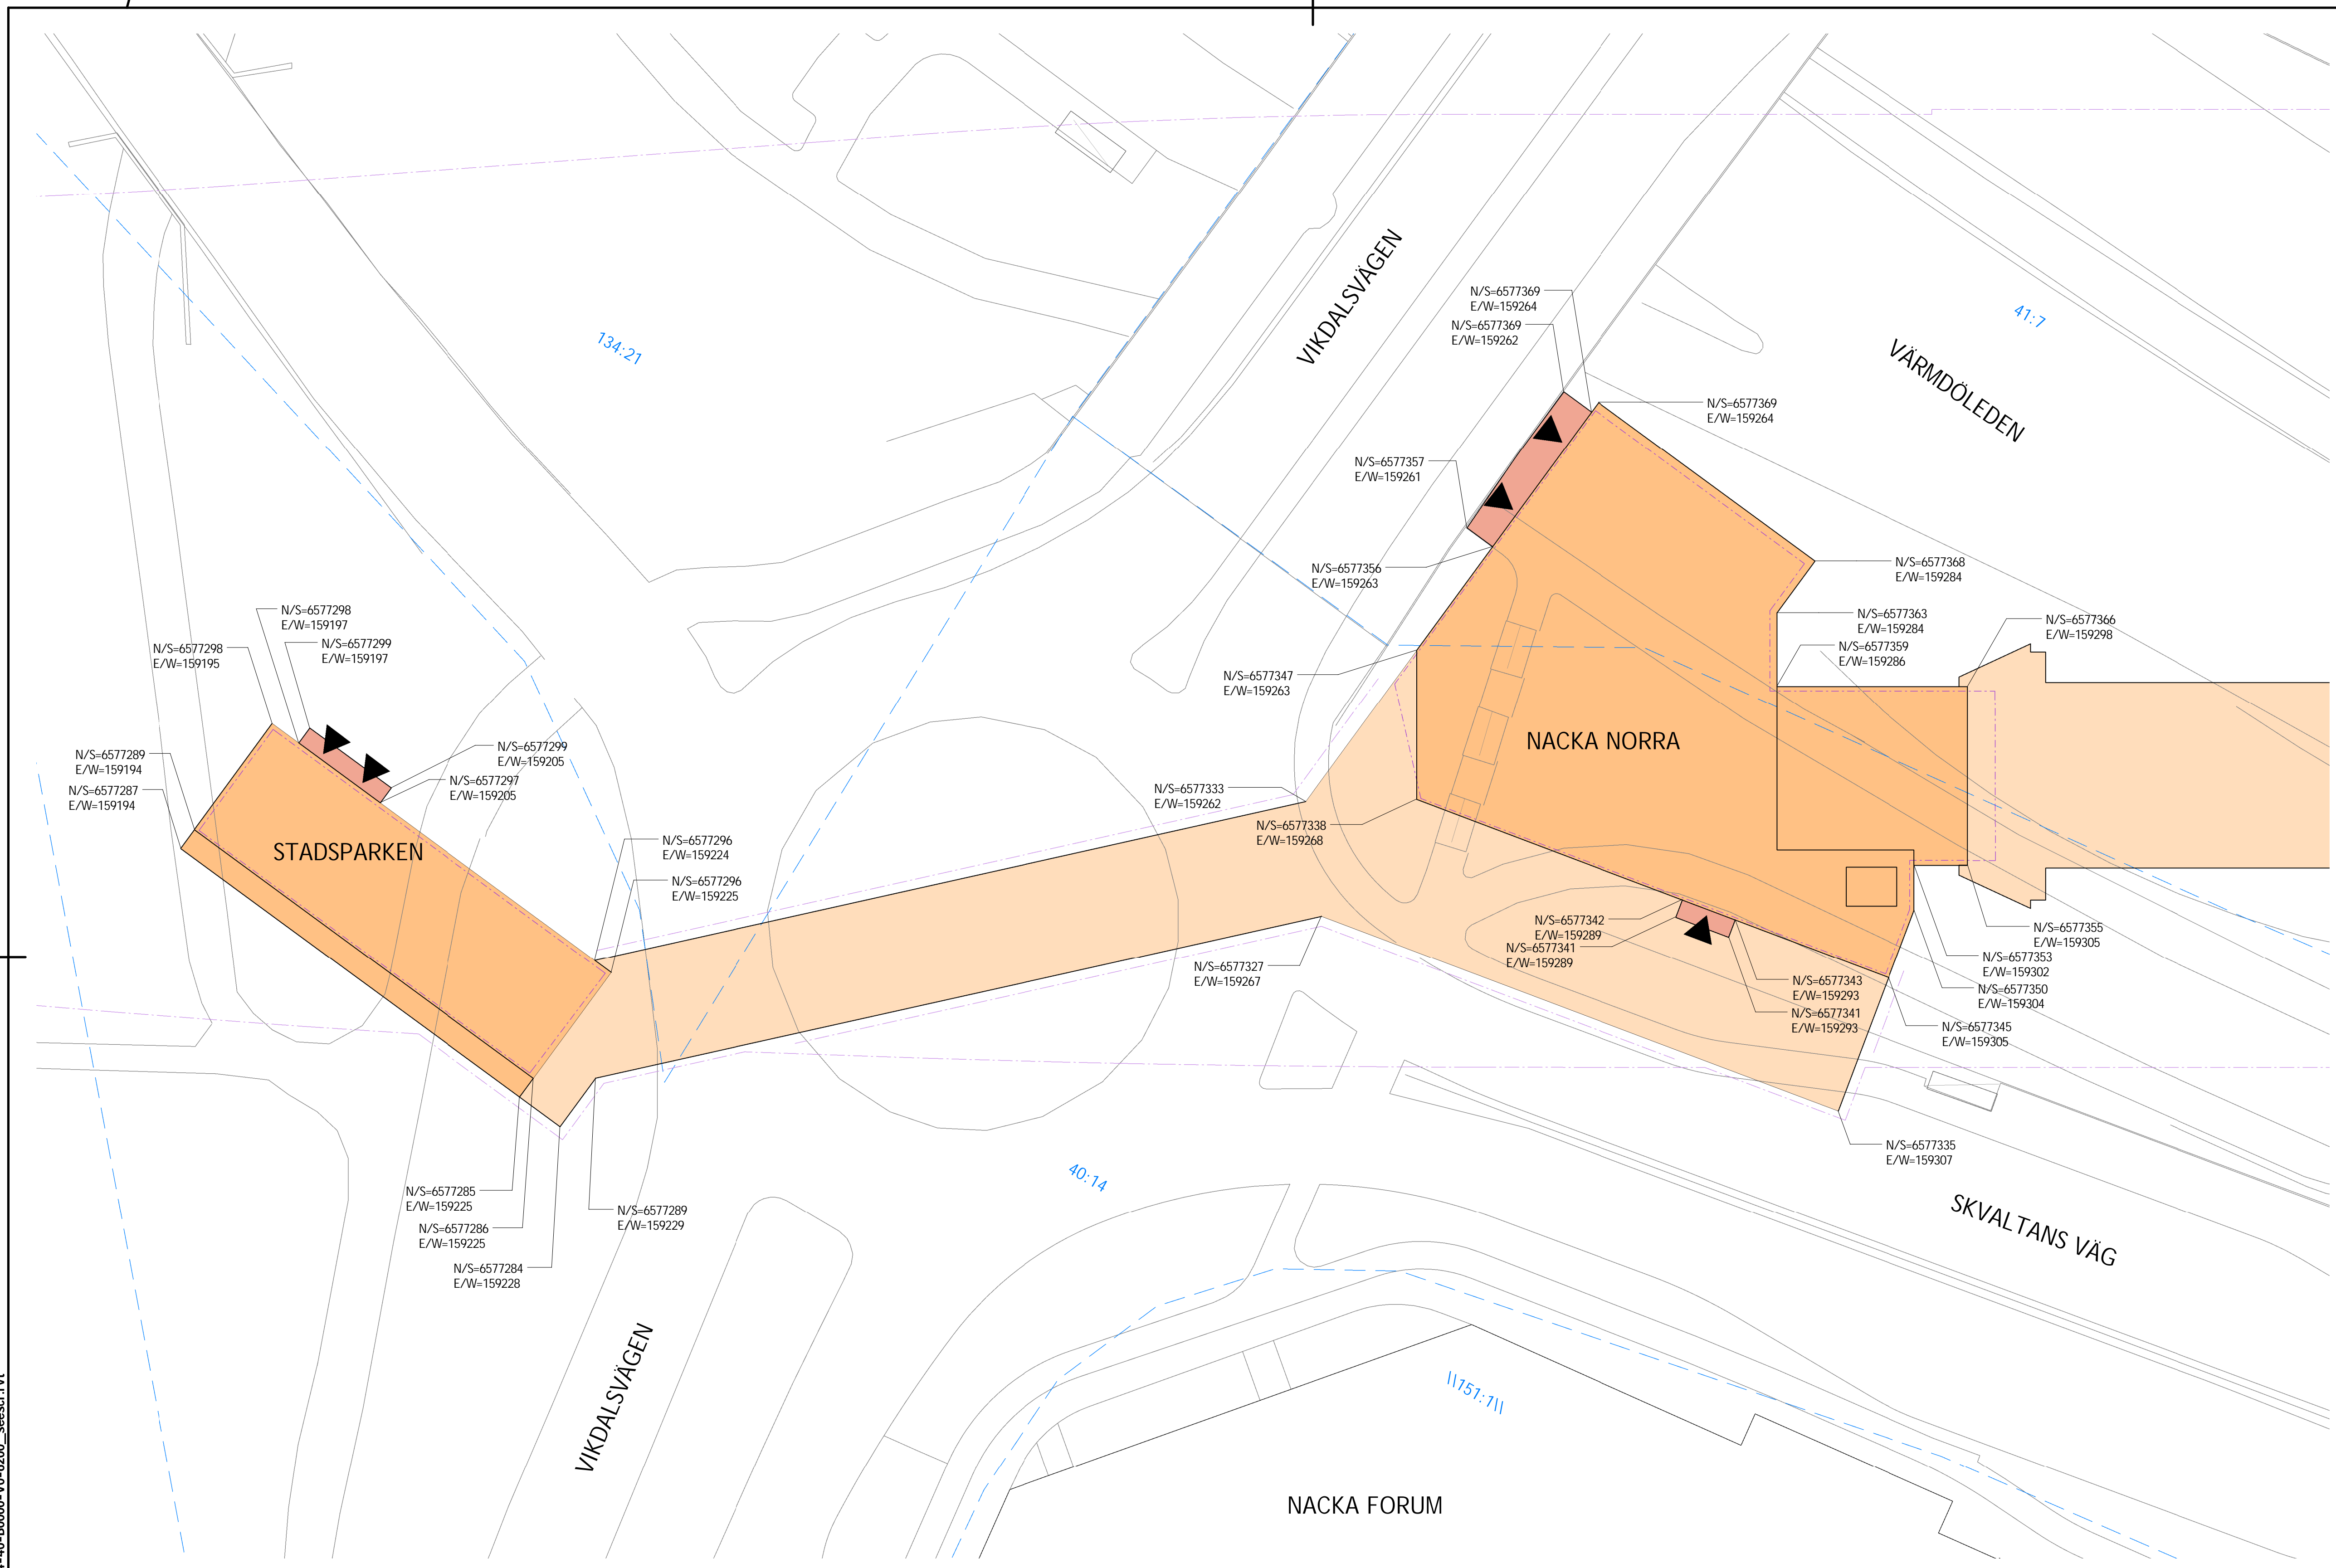 VIKDALSVÄGEN
N/S=6577369
E/W=159264
N/S=6577369
E/W=159262
41:7
134:21
VÄRMDÖLEDEN
N/S=6577369
E/W=159264
N/S=6577357
E/W=159261
N/S=6577356
E/W=159263
N/S=6577368
E/W=159284
N/S=6577298
E/W=159197
N/S=6577299
E/W=159197
N/S=6577298
E/W=159195
N/S=6577363
E/W=159284
N/S=6577366
E/W=159298
N/S=6577359
E/W=159286
N/S=6577347
E/W=159263
NACKA NORRA
N/S=6577289
E/W=159194
N/S=6577287
E/W=159194
N/S=6577299
E/W=159205
N/S=6577297
E/W=159205
N/S=6577333
E/W=159262
N/S=6577338
E/W=159268
STADSPARKEN
N/S=6577296
E/W=159224
N/S=6577296
E/W=159225
N/S=6577342
E/W=159289
N/S=6577341
E/W=159289
N/S=6577355
E/W=159305
N/S=6577353
E/W=159302
N/S=6577350
E/W=159304
N/S=6577327
E/W=159267
N/S=6577343
E/W=159293
N/S=6577341
E/W=159293
N/S=6577345
E/W=159305
N/S=6577335
E/W=159307
40:14
N/S=6577285
E/W=159225
N/S=6577286
E/W=159225
N/S=6577289
E/W=159229
N/S=6577284
E/W=159228
SKVALTANS VÄG
VIKDALSVÄGEN
\\151:1\\
NACKA FORUM